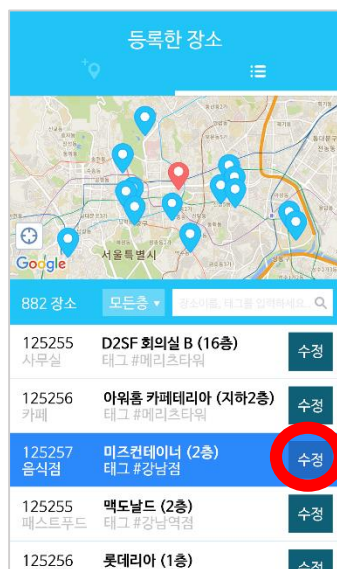 등록한 장소
Google
서울특별시
882 장소 모든층 장소이름, 태그를 입력하세요.
125255 D2SF 회의실 B (16층) 수정
사무실 태그 #메리츠타워
125256 아워홈 카페테리아 (지하2층) 수정
카페 태그 #메리츠타워
125257 미즈컨테이너 (2층) 수정
음식점 태그 #강남점
125255 맥도날드 (2층) 수정
패스트푸드 태그 #강남역점
125256 롯데리아 (1층) 수정